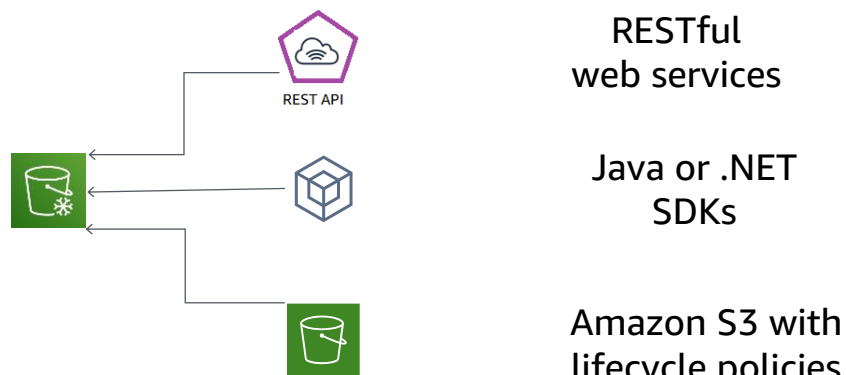 RESTful
web services
REST API
Java or .NET
SDKs
Amazon S3 with
lifecycle policies